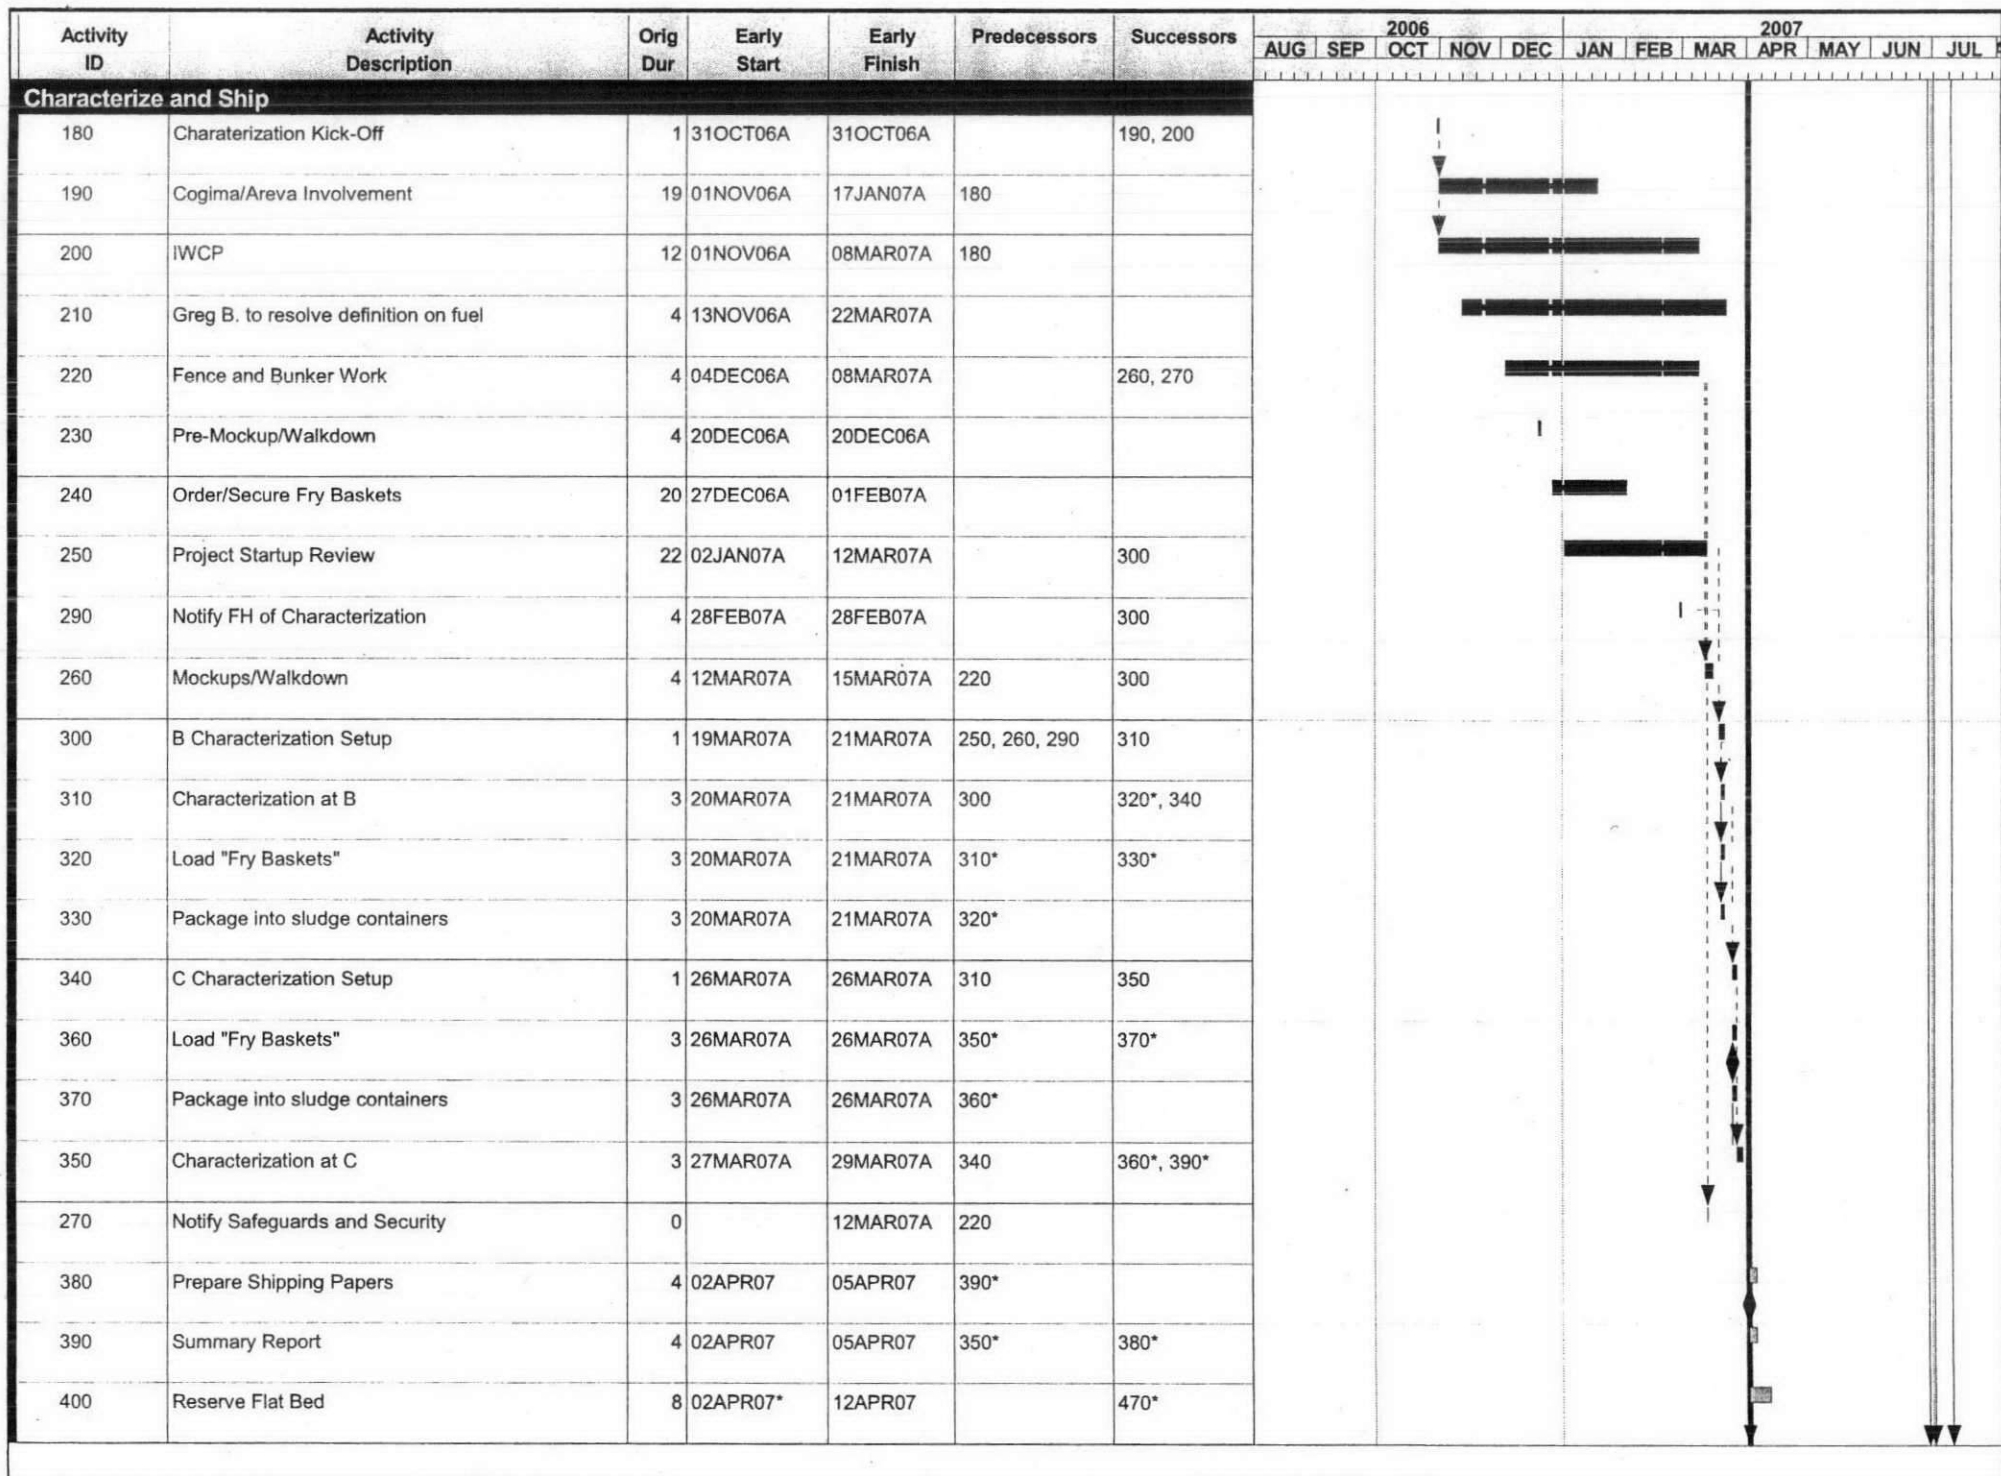 Activity ID Activity Description Orig Dur Early Start Early Finish Predecessors Successors 2006 2007
AUG SEP OCT NOV DEC JAN FEB MAR APR MAY JUN JUL
Characterize and Ship
180 Charaterization Kick-Off 1 31OCT06A 31OCT06A 190, 200
190 Cogima/Areva Involvement 19 01NOV06A 17JAN07A 180
200 IWCP 12 01NOV06A 08MAR07A 180
210 Greg B. to resolve definition on fuel 4 13NOV06A 22MAR07A
220 Fence and Bunker Work 4 04DEC06A 08MAR07A 260, 270
230 Pre-Mockup/Walkdown 4 20DEC06A 20DEC06A
240 Order/Secure Fry Baskets 20 27DEC06A 01FEB07A
250 Project Startup Review 22 02JAN07A 12MAR07A 300
290 Notify FH of Characterization 4 28FEB07A 28FEB07A 300
260 Mockups/Walkdown 4 12MAR07A 15MAR07A 220 300
300 B Characterization Setup 1 19MAR07A 21MAR07A 250, 260, 290 310
310 Characterization at B 3 20MAR07A 21MAR07A 300 320*, 340
320 Load "Fry Baskets" 3 20MAR07A 21MAR07A 310* 330*
330 Package into sludge containers 3 20MAR07A 21MAR07A 320*
340 C Characterization Setup 1 26MAR07A 26MAR07A 310 350
360 Load "Fry Baskets" 3 26MAR07A 26MAR07A 350* 370*
370 Package into sludge containers 3 26MAR07A 26MAR07A 360*
350 Characterization at C 3 27MAR07A 29MAR07A 340 360*, 390*
270 Notify Safeguards and Security 0 12MAR07A 220
380 Prepare Shipping Papers 4 02APR07 05APR07 390*
390 Summary Report 4 02APR07 05APR07 350* 380*
400 Reserve Flat Bed 8 02APR07* 12APR07 470*